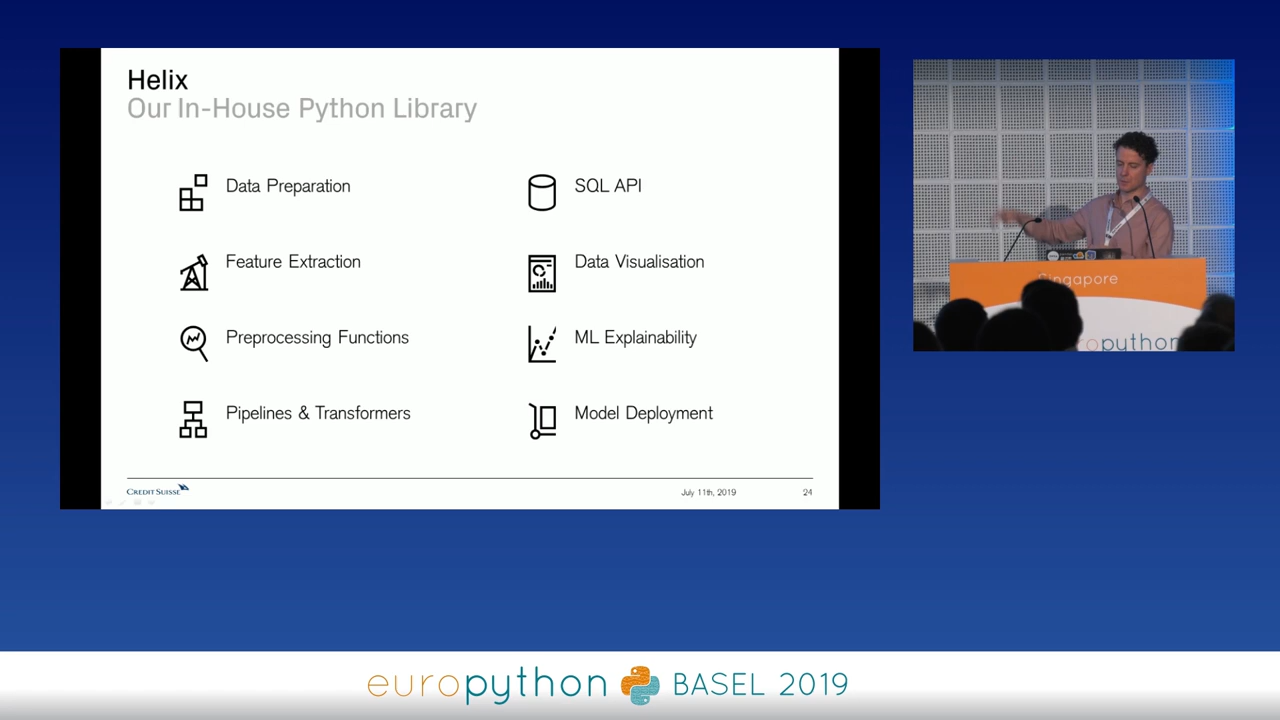 Helix
Our In-House Python Library
Data Preparation
SQL API
Feature Extraction
Data Visualisation
Preprocessing Functions
ML Explainability
Pipelines & Transformers
Model Deployment
CREDIT SUISSE
July 11th, 2019
24
Singapore
opython
europython BASEL 2019